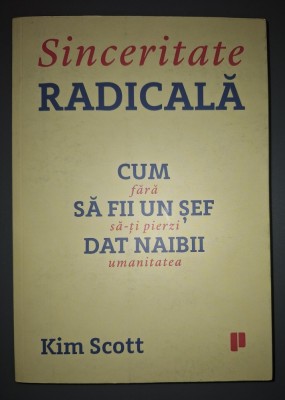 Sinceritate
RADICALĂ
CUM
fără
SĂ FII UN ȘEF
să-ți pierzi
DAT NAIBII
umanitatea
Kim Scott